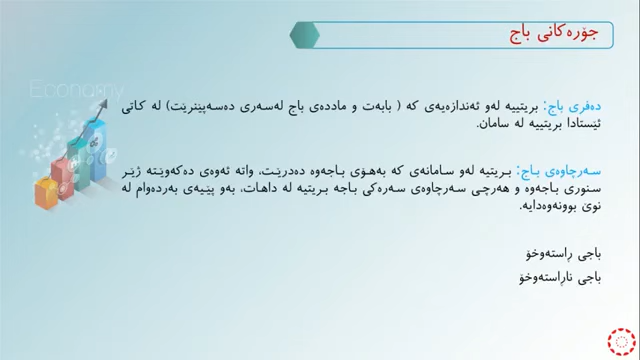 جۆرەکانی باج
Economy
دەفری باج: بریتییە لەو ئەندازەیەی کە ( بابەت و ماددەی باج لەسەری دەسەپێنرێت) لە کاتی
ئێستادا بریتییە لە سامان.
سەرچاوەی باج: بریتیە لەو سامانەی کە بەهۆی باجەوە دەدرێت، واتە ئەوەی دەکەوێتە ژێر
سنوری باجەوە و هەرچی سەرچاوەی سەرەکی باجە بریتیە لە داهات، بەو پێیەی بەردەوام لە
نوێ بوونەوەدایە.
باجی ڕاستەوخۆ
باجی ناڕاستەوخۆ